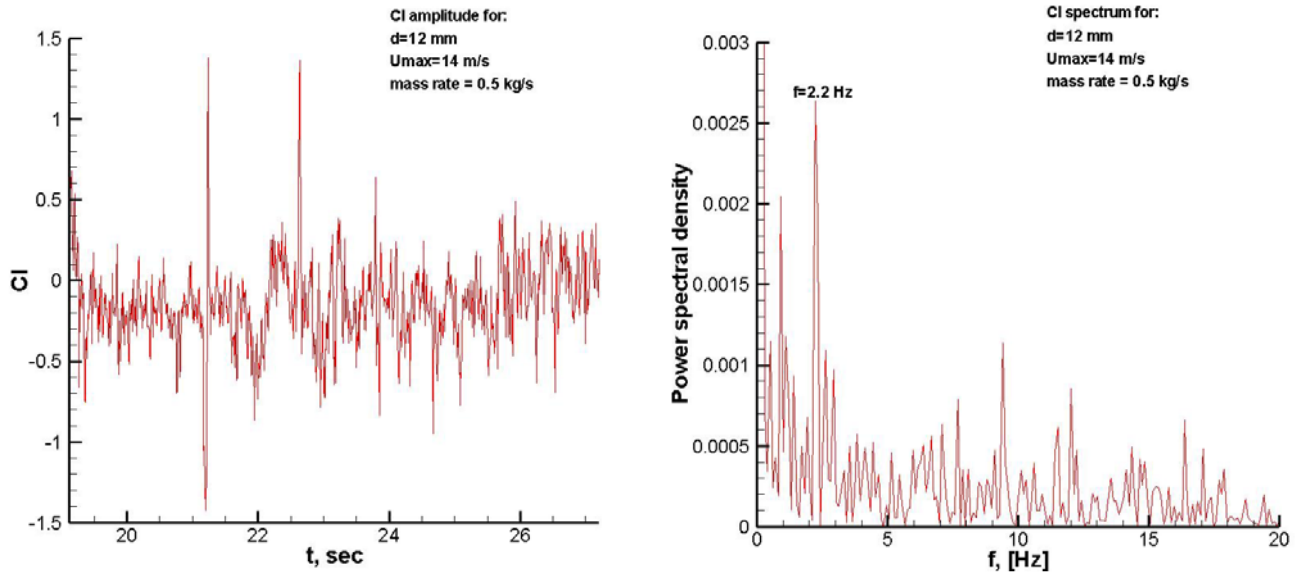 Cl amplitude for:
d=12 mm
Umax=14 m/s
mass rate = 0.5 kg/s
1.5
1
0.5
0
-0.5
-1
-1.5
Cl
20
22
24
26
t, sec
Cl spectrum for:
d=12 mm
Umax=14 m/s
mass rate = 0.5 kg/s
f=2.2 Hz
0.003
0.0025
0.002
0.0015
0.001
0.0005
0
Power spectral density
0
5
10
15
20
f, [Hz]